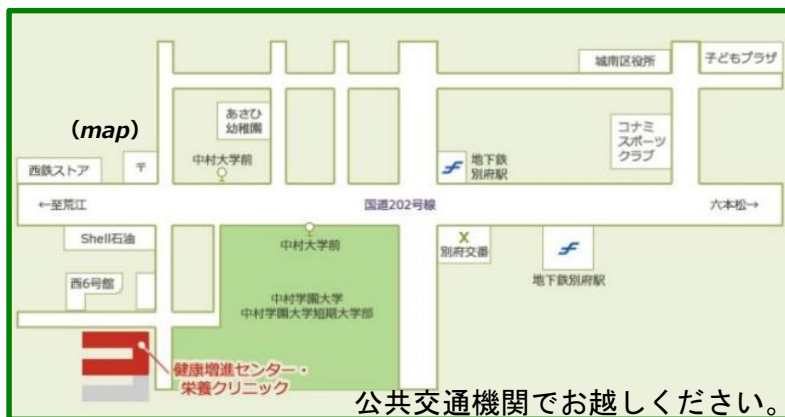 城南区役所
子どもプラザ
(map)
あさひ
幼稚園
コナミ
スポーツ
クラブ
西鉄ストア
〒
中村大学前
地下鉄
別府駅
←至荒江
国道202号線
六本松→
Shell石油
中村大学前
X
別府交番
西6号館
地下鉄別府駅
中村学園大学
中村学園大学短期大学部
健康増進センター・
栄養クリニック
公共交通機関でお越しください。